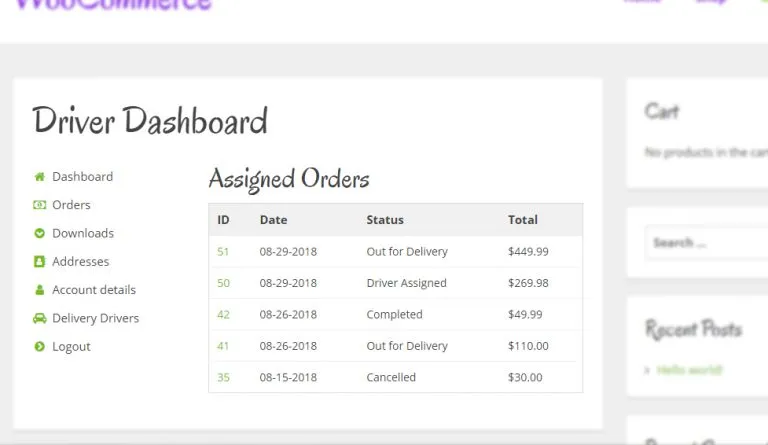 WooCommerce
Home Shop
Driver Dashboard
Dashboard
Orders
Downloads
Addresses
Account details
Delivery Drivers
Logout
Assigned Orders
ID Date Status Total
51 08-29-2018 Out for Delivery $449.99
50 08-29-2018 Driver Assigned $269.98
42 08-26-2018 Completed $49.99
41 08-26-2018 Out for Delivery $110.00
35 08-15-2018 Cancelled $30.00
Cart
No products in the
Search ...
Recent Posts
Hello world!